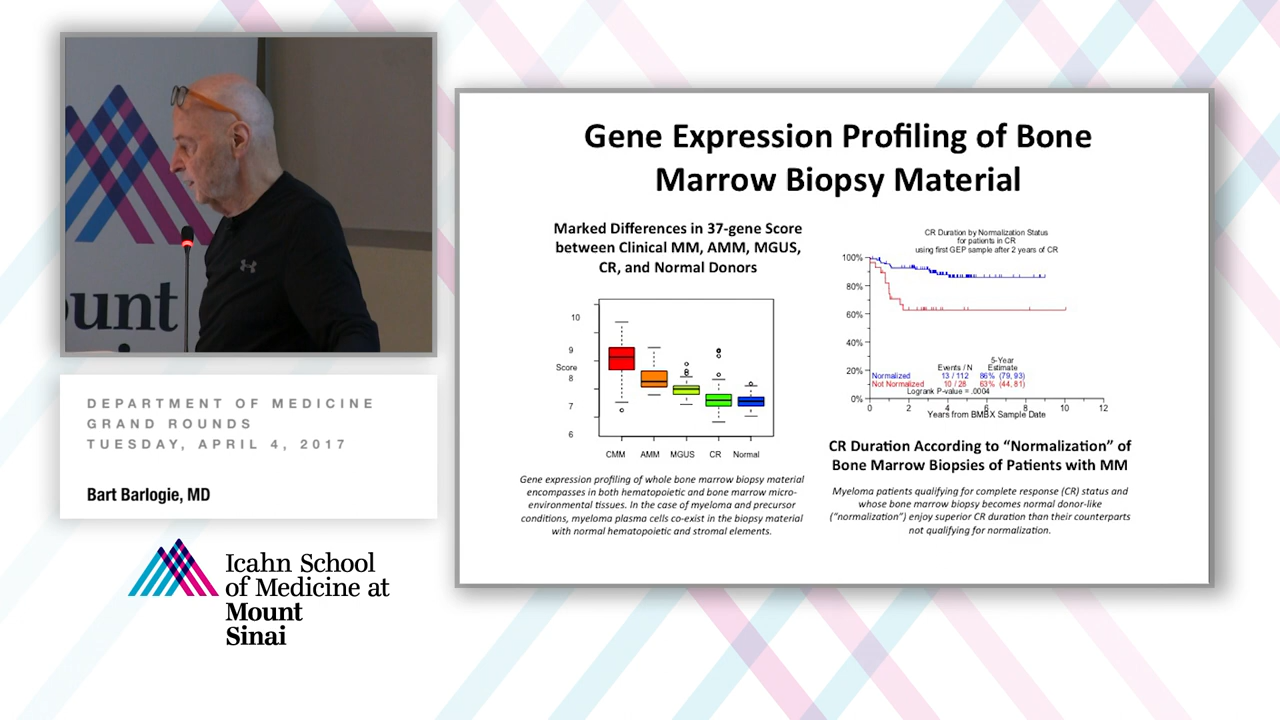 unt
DEPARTMENT OF MEDICINE
GRAND ROUNDS
TUESDAY, APRIL 4, 2017
Bart Barlogie, MD
Icahn School
of Medicine at
Mount
Sinai
Gene Expression Profiling of Bone
Marrow Biopsy Material
Marked Differences in 37-gene Score
between Clinical MM, AMM, MGUS,
CR, and Normal Donors
10
9
Score
8
7
6
CMM AMM MGUS CR Normal
Gene expression profiling of whole bone marrow biopsy material
encompasses in both hematopoietic and bone marrow micro-
environmental tissues. In the case of myeloma and precursor
conditions, myeloma plasma cells co-exist in the biopsy material
with normal hematopoietic and stromal elements.
CR Duration by Normalization Status
for patients in CR
using first GEP sample after 2 years of CR
100%
80%
60%
40%
20%
0%
5-Year
Events / N Estimate
Normalized 13 / 112 86% (79, 93)
Not Normalized 10 / 28 63% (44, 81)
Logrank P-value = .0004
0 2 4 6 8 10 12
Years from BMBX Sample Date
CR Duration According to “Normalization” of
Bone Marrow Biopsies of Patients with MM
Myeloma patients qualifying for complete response (CR) status and
whose bone marrow biopsy becomes normal donor-like
(“normalization”) enjoy superior CR duration than their counterparts
not qualifying for normalization.